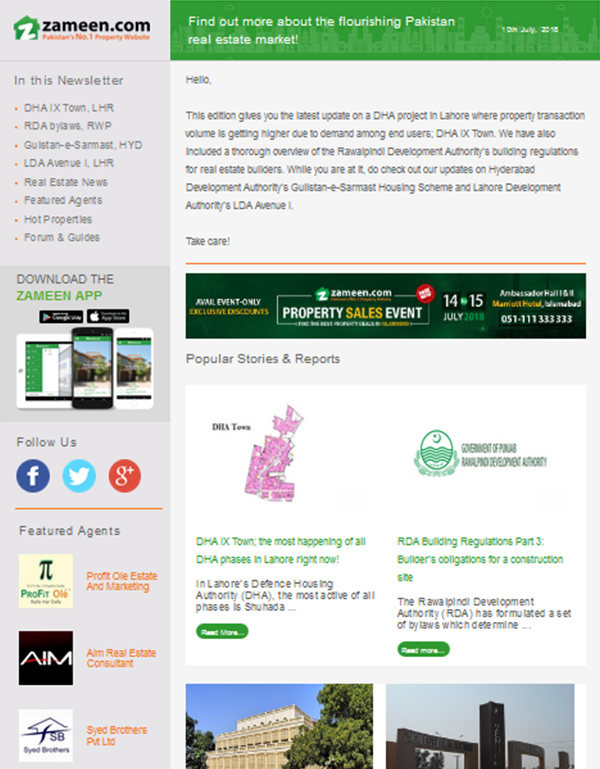 zameen.com
Pakistan's No.1 Property Website
Find out more about the flourishing Pakistan
real estate market!
10th July, 2018
In this Newsletter
DHA IX Town, LHR
RDA bylaws, RWP
Gulstan-e-Sarmast, HYD
LDA Avenue I, LHR
Real Estate News
Featured Agents
Hot Properties
Forum & Guides
DOWNLOAD THE
ZAMEEN APP
Google play
App Store
Follow Us
f
g+
Featured Agents
π
PROFIT Olé
Profit Ole Estate
And Marketing
AIM
Aim Real Estate
Consultant
FSB
Syed Brothers
Syed Brothers
Pvt Ltd
Hello,
This edition gives you the latest update on a DHA project in Lahore where property transaction
volume is getting higher due to demand among end users; DHA IX Town. We have also
included a thorough overview of the Rawalpindi Development Authority's building regulations
for real estate builders. While you are at it, do check out our updates on Hyderabad
Development Authority's Gulistan-e-Sarmast Housing Scheme and Lahore Development
Authority's LDA Avenue I.
Take care!
AVAIL EVENT-ONLY
EXCLUSIVE DISCOUNTS
zameen.com
Pakistan's No.1 Property Website
PROPERTY SALES EVENT
FIND THE BEST PROPERTY DEALS IN ISLAMABAD
14 to 15
JULY 2018
Ambassador Hall I & II
Marriott Hotel, Islamabad
051-111 333 333
Popular Stories & Reports
DHA Town
GOVERNMENT OF PUNJAB
RAWALPINDI DEVELOPMENT AUTHORITY
DHA IX Town; the most happening of all
DHA phases in Lahore right now!
In Lahore's Defence Housing
Authority (DHA), the most active of all
phases is Shuhada ...
Read More...
RDA Building Regulations Part 3:
Builder's obligations for a construction
site
The Rawalpindi Development
Authority (RDA) has formulated a set
of bylaws which determine ....
Read more...